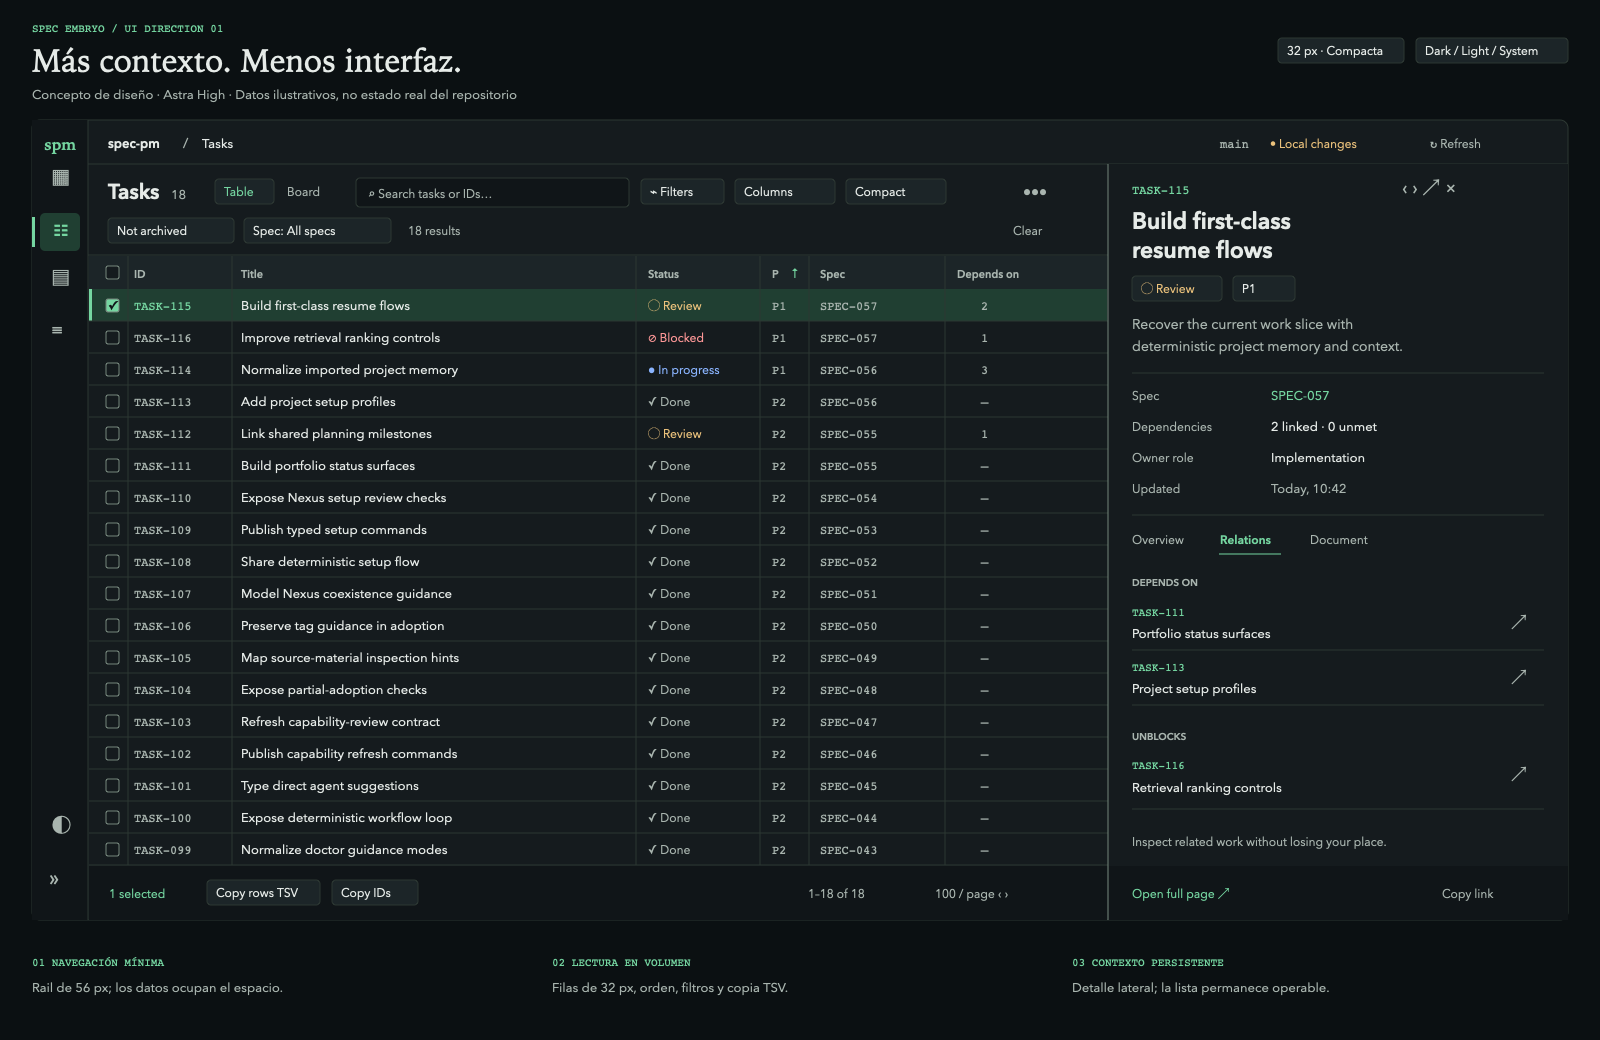 SPEC EMBRYO / UI DIRECTION 01
Más contexto. Menos interfaz.
Concepto de diseño · Astra High · Datos ilustrativos, no estado real del repositorio
32 px · Compacta
Dark / Light / System
spm
spec-pm / Tasks
main • Local changes
↻ Refresh
Tasks 18
Table
Board
Search tasks or IDs...
Filters
Columns
Compact
•••
Not archived
Spec: All specs
18 results
Clear
ID Title Status P ↑ Spec Depends on
TASK-115 Build first-class resume flows Review P1 SPEC-057 2
TASK-116 Improve retrieval ranking controls Blocked P1 SPEC-057 1
TASK-114 Normalize imported project memory In progress P1 SPEC-056 3
TASK-113 Add project setup profiles ✓ Done P2 SPEC-056 —
TASK-112 Link shared planning milestones Review P2 SPEC-055 1
TASK-111 Build portfolio status surfaces ✓ Done P2 SPEC-055 —
TASK-110 Expose Nexus setup review checks ✓ Done P2 SPEC-054 —
TASK-109 Publish typed setup commands ✓ Done P2 SPEC-053 —
TASK-108 Share deterministic setup flow ✓ Done P2 SPEC-052 —
TASK-107 Model Nexus coexistence guidance ✓ Done P2 SPEC-051 —
TASK-106 Preserve tag guidance in adoption ✓ Done P2 SPEC-050 —
TASK-105 Map source-material inspection hints ✓ Done P2 SPEC-049 —
TASK-104 Expose partial-adoption checks ✓ Done P2 SPEC-048 —
TASK-103 Refresh capability-review contract ✓ Done P2 SPEC-047 —
TASK-102 Publish capability refresh commands ✓ Done P2 SPEC-046 —
TASK-101 Type direct agent suggestions ✓ Done P2 SPEC-045 —
TASK-100 Expose deterministic workflow loop ✓ Done P2 SPEC-044 —
TASK-099 Normalize doctor guidance modes ✓ Done P2 SPEC-043 —
1 selected
Copy rows TSV
Copy IDs
1–18 of 18
100 / page ‹ ›
TASK-115
‹ › ↗ ×
Build first-class
resume flows
Review
P1
Recover the current work slice with
deterministic project memory and context.
Spec SPEC-057
Dependencies 2 linked · 0 unmet
Owner role Implementation
Updated Today, 10:42
Overview
Relations
Document
DEPENDS ON
TASK-111
Portfolio status surfaces
TASK-113
Project setup profiles
UNBLOCKS
TASK-116
Retrieval ranking controls
Inspect related work without losing your place.
Open full page ↗
Copy link
01 NAVEGACIÓN MÍNIMA
Rail de 56 px; los datos ocupan el espacio.
02 LECTURA EN VOLUMEN
Filas de 32 px, orden, filtros y copia TSV.
03 CONTEXTO PERSISTENTE
Detalle lateral; la lista permanece operable.